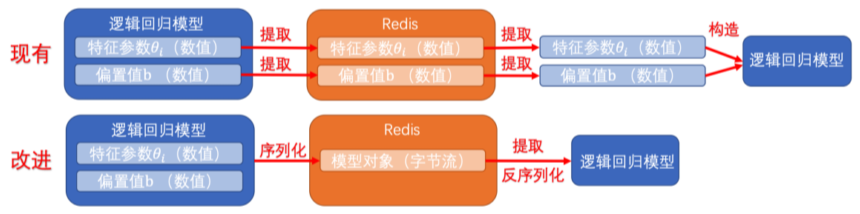 现有
逻辑回归模型
特征参数θᵢ（数值）
偏置值b （数值）
提取
提取
Redis
特征参数θᵢ（数值）
偏置值b （数值）
提取
提取
特征参数θᵢ（数值）
偏置值b （数值）
构造
逻辑回归模型
改进
逻辑回归模型
特征参数θᵢ（数值）
偏置值b （数值）
序列化
Redis
模型对象（字节流）
提取
反序列化
逻辑回归模型